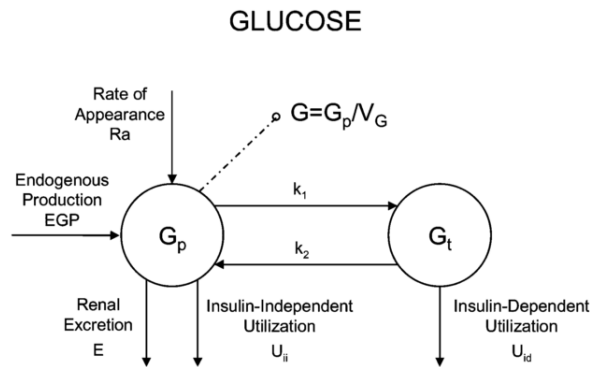 GLUCOSE
Rate of
Appearance
Ra
G=Gp/VG
Endogenous
Production
EGP
k1
Gp
Gt
k2
Renal
Excretion
E
Insulin-Independent
Utilization
Uii
Insulin-Dependent
Utilization
Uid